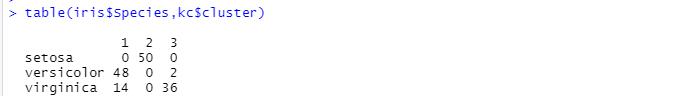 > table(iris$Species,kc$cluster)
1 2 3
setosa 0 50 0
versicolor 48 0 2
virginica 14 0 36